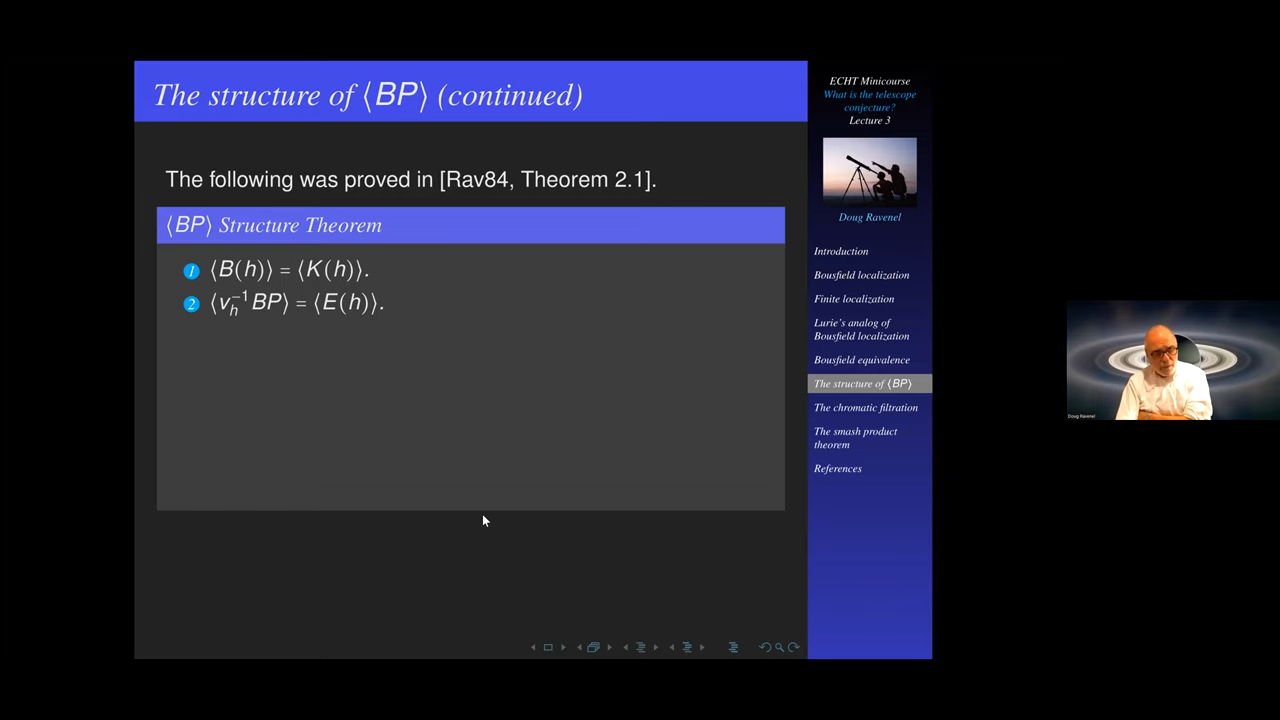 The structure of ⟨BP⟩ (continued)
The following was proved in [Rav84, Theorem 2.1].
⟨BP⟩ Structure Theorem
1 ⟨B(h)⟩ = ⟨K(h)⟩.
2 ⟨v_h^{-1}BP⟩ = ⟨E(h)⟩.
ECHT Minicourse
What is the telescope
conjecture?
Lecture 3
Doug Ravenel
Introduction
Bousfield localization
Finite localization
Lurie's analog of
Bousfield localization
Bousfield equivalence
The structure of ⟨BP⟩
The chromatic filtration
The smash product
theorem
References
Doug Ravenel